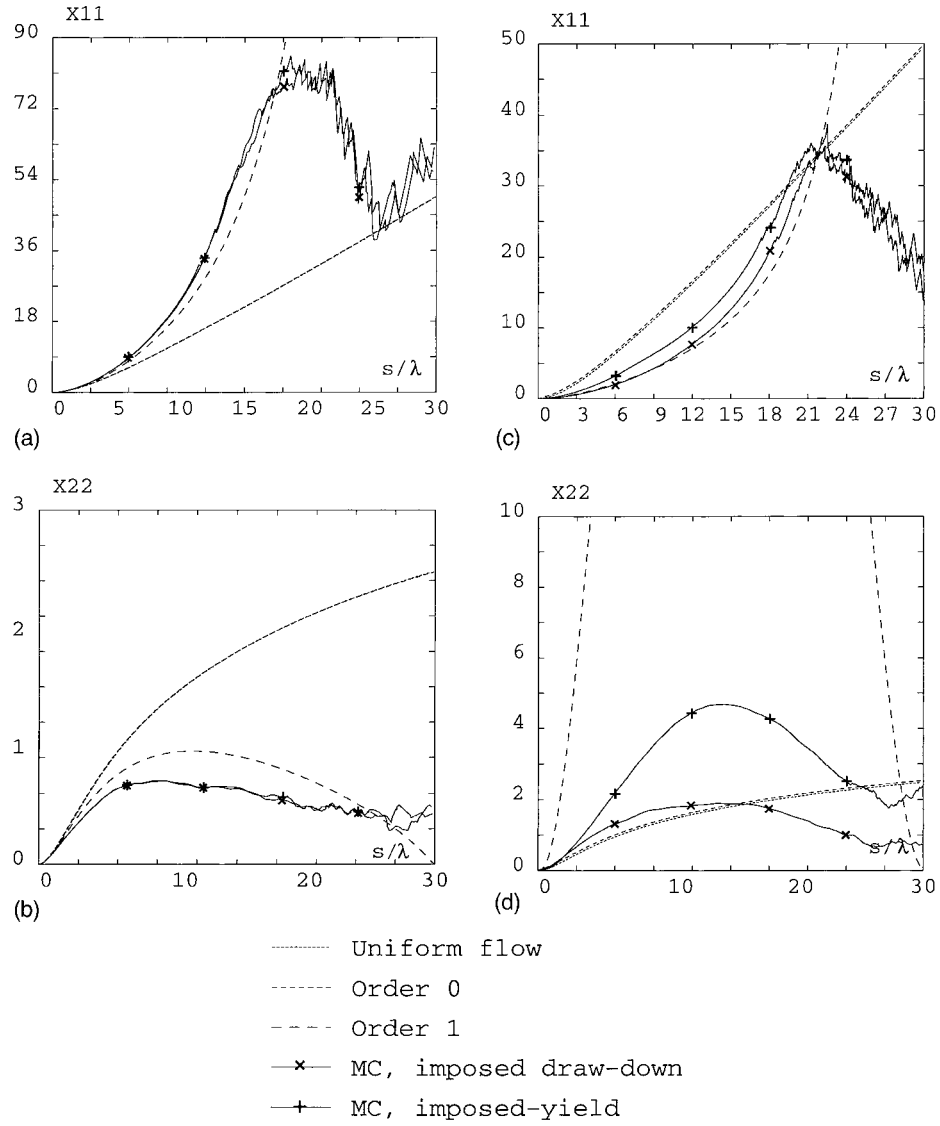 X11
90
72
54
36
18
0
s/λ
0 5 10 15 20 25 30
(a)
X11
50
40
30
20
10
0
s/λ
0 3 6 9 12 15 18 21 24 27 30
(c)
X22
3
2
1
0
s/λ
0 10 20 30
(b)
X22
10
8
6
4
2
0
s/λ
0 10 20 30
(d)
Uniform flow
Order 0
Order 1
MC, imposed draw-down
MC, imposed-yield